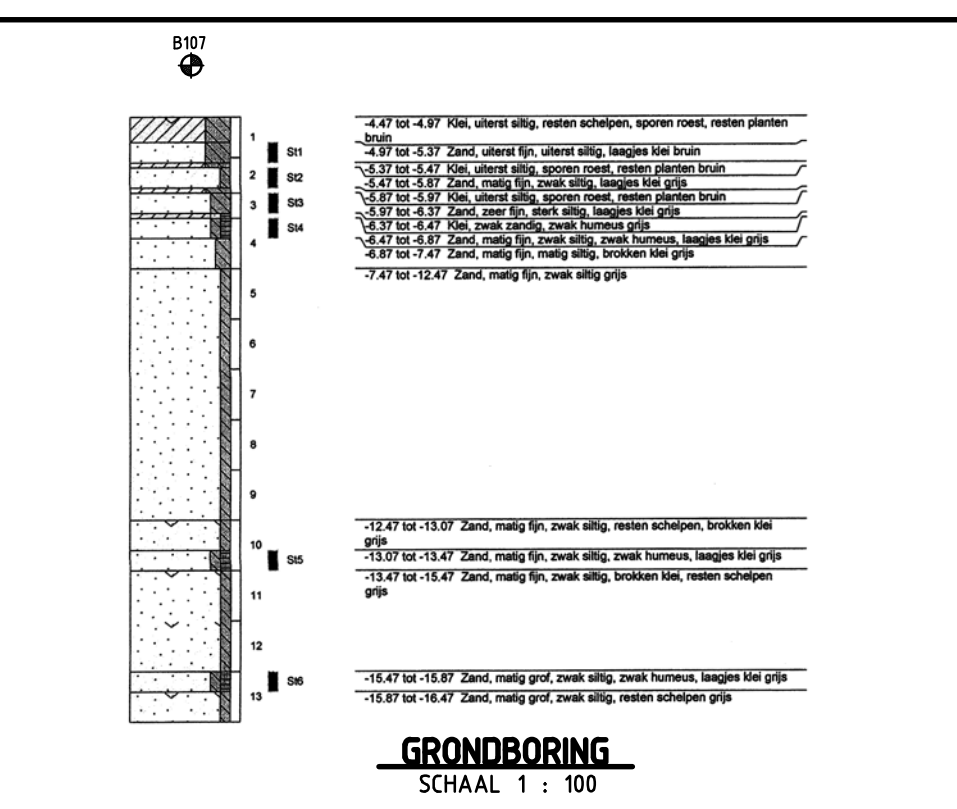 B107
1
2
3
4
5
6
7
8
9
10
11
12
13
St1
St2
St3
St4
St5
St6
-4.47 tot -4.97 Klei, uiterst siltig, resten schelpen, sporen roest, resten planten
bruin
-4.97 tot -5.37 Zand, uiterst fijn, uiterst siltig, laagjes klei bruin
-5.37 tot -5.47 Klei, uiterst siltig, sporen roest, resten planten bruin
-5.47 tot -5.87 Zand, matig fijn, zwak siltig, laagjes klei grijs
-5.87 tot -5.97 Klei, uiterst siltig, sporen roest, resten planten bruin
-5.97 tot -6.37 Zand, zeer fijn, sterk siltig, laagjes klei grijs
-6.37 tot -6.47 Klei, zwak zandig, zwak humeus grijs
-6.47 tot -6.87 Zand, matig fijn, zwak siltig, zwak humeus, laagjes klei grijs
-6.87 tot -7.47 Zand, matig fijn, matig siltig, brokken klei grijs
-7.47 tot -12.47 Zand, matig fijn, zwak siltig grijs
-12.47 tot -13.07 Zand, matig fijn, zwak siltig, resten schelpen, brokken klei
grijs
-13.07 tot -13.47 Zand, matig fijn, zwak siltig, zwak humeus, laagjes klei grijs
-13.47 tot -15.47 Zand, matig fijn, zwak siltig, brokken klei, resten schelpen
grijs
-15.47 tot -15.87 Zand, matig grof, zwak siltig, zwak humeus, laagjes klei grijs
-15.87 tot -16.47 Zand, matig grof, zwak siltig, resten schelpen grijs
GRONDBORING
SCHAAL 1 : 100